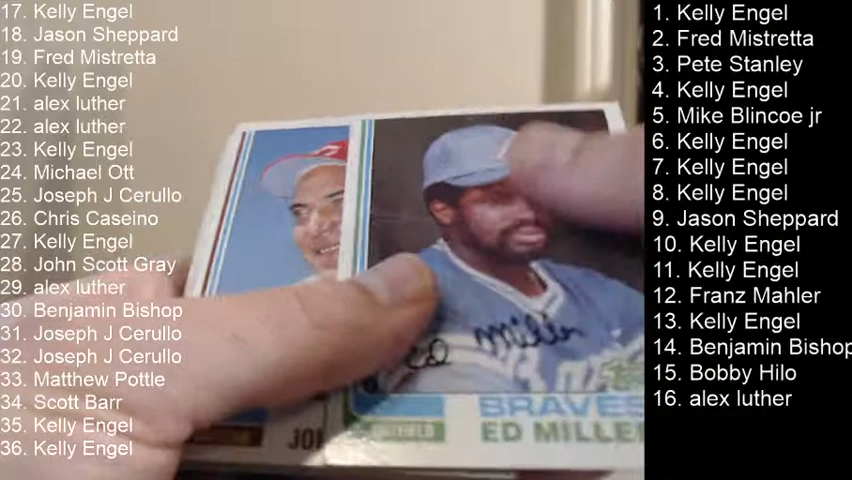 17. Kelly Engel
18. Jason Sheppard
19. Fred Mistretta
20. Kelly Engel
21. alex luther
22. alex luther
23. Kelly Engel
24. Michael Ott
25. Joseph J Cerullo
26. Chris Caseino
27. Kelly Engel
28. John Scott Gray
29. alex luther
30. Benjamin Bishop
31. Joseph J Cerullo
32. Joseph J Cerullo
33. Matthew Pottle
34. Scott Barr
35. Kelly Engel
36. Kelly Engel
Ed Miller
BRAVES
OUTFIELD
ED MILLER
1. Kelly Engel
2. Fred Mistretta
3. Pete Stanley
4. Kelly Engel
5. Mike Blincoe jr
6. Kelly Engel
7. Kelly Engel
8. Kelly Engel
9. Jason Sheppard
10. Kelly Engel
11. Kelly Engel
12. Franz Mahler
13. Kelly Engel
14. Benjamin Bishop
15. Bobby Hilo
16. alex luther